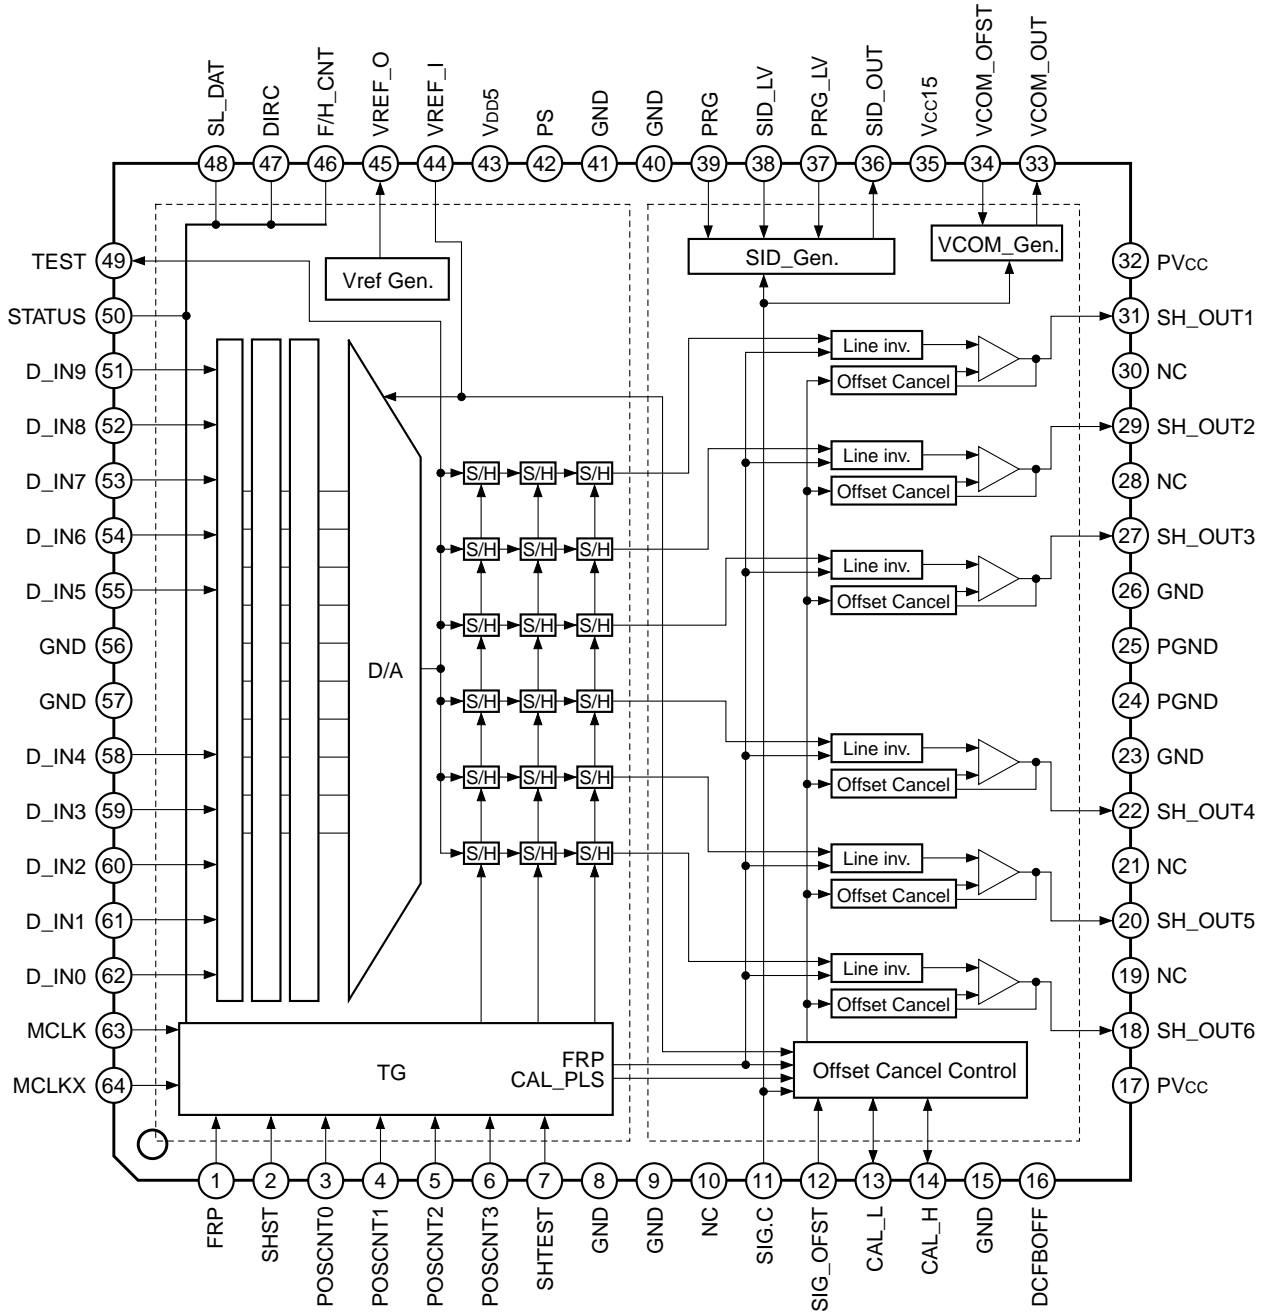 SL_DAT
DIRC
F/H_CNT
VREF_O
VREF_I
VDD5
PS
GND
GND
PRG
SID_LV
PRG_LV
SID_OUT
VCC15
VCOM_OFST
VCOM_OUT
48
47
46
45
44
43
42
41
40
39
38
37
36
35
34
33
TEST 49
STATUS 50
D_IN9 51
D_IN8 52
D_IN7 53
D_IN6 54
D_IN5 55
GND 56
GND 57
D_IN4 58
D_IN3 59
D_IN2 60
D_IN1 61
D_IN0 62
MCLK 63
MCLKX 64
Vref Gen.
D/A
S/H S/H S/H
S/H S/H S/H
S/H S/H S/H
S/H S/H S/H
S/H S/H S/H
S/H S/H S/H
TG
FRP
CAL_PLS
SID_Gen.
VCOM_Gen.
Line inv.
Offset Cancel
Line inv.
Offset Cancel
Line inv.
Offset Cancel
Line inv.
Offset Cancel
Line inv.
Offset Cancel
Line inv.
Offset Cancel
Offset Cancel Control
32 PVCC
31 SH_OUT1
30 NC
29 SH_OUT2
28 NC
27 SH_OUT3
26 GND
25 PGND
24 PGND
23 GND
22 SH_OUT4
21 NC
20 SH_OUT5
19 NC
18 SH_OUT6
17 PVCC
1
2
3
4
5
6
7
8
9
10
11
12
13
14
15
16
FRP
SHST
POSCNT0
POSCNT1
POSCNT2
POSCNT3
SHTEST
GND
GND
NC
SIG.C
SIG_OFST
CAL_L
CAL_H
GND
DCFBOFF